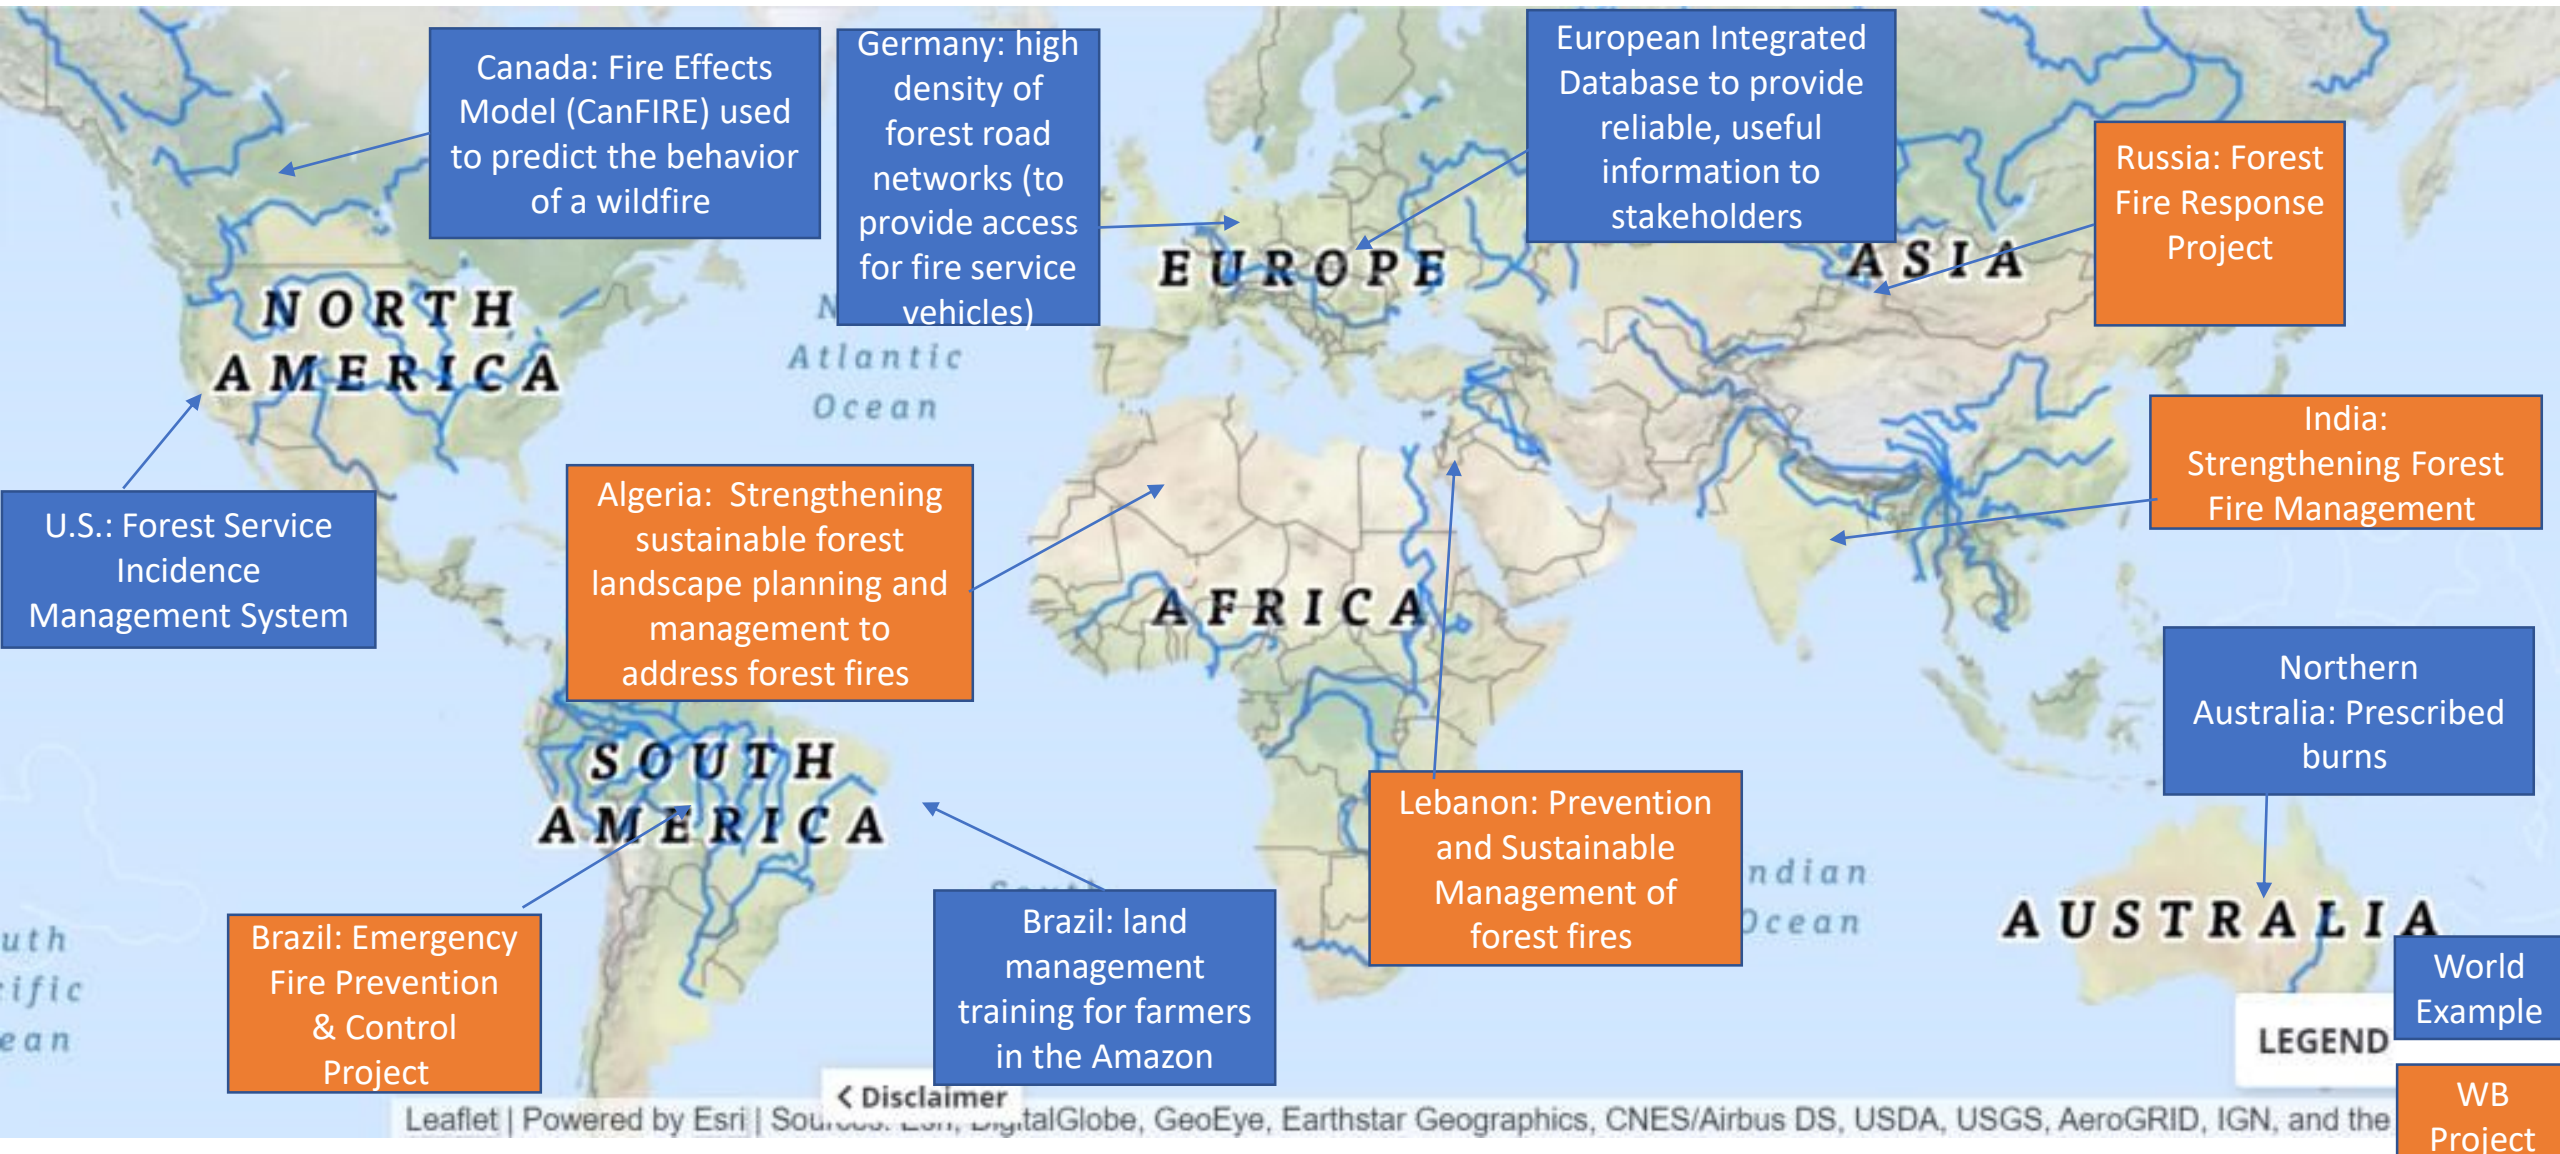 Canada: Fire Effects
Model (CanFIRE) used
to predict the behavior
of a wildfire
Germany: high
density of
forest road
networks (to
provide access
for fire service
vehicles)
European Integrated
Database to provide
reliable, useful
information to
stakeholders
Russia: Forest
Fire Response
Project
EUROPE
ASIA
NORTH
AMERICA
N
Atlantic
Ocean
India:
Strengthening Forest
Fire Management
U.S.: Forest Service
Incidence
Management System
Algeria:  Strengthening
sustainable forest
landscape planning and
management to
address forest fires
AFRICA
Northern
Australia: Prescribed
burns
SOUTH
AMERICA
Lebanon: Prevention
and Sustainable
Management of
forest fires
ndian
Ocean
Brazil: Emergency
Fire Prevention
& Control
Project
Brazil: land
management
training for farmers
in the Amazon
AUSTRALIA
uth
cific
ean
World
Example
LEGEND
WB
Project
< Disclaimer
Leaflet | Powered by Esri | GeoEye, Earthstar Geographics, CNES/Airbus DS, USDA, USGS, AeroGRID, IGN, and the